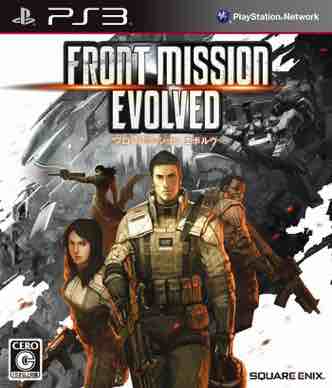 PS3
PlayStation®Network
FRONT MISSION
EVOLVED
フロントミッション エボルヴ
CERO
C
SQUARE ENIX®